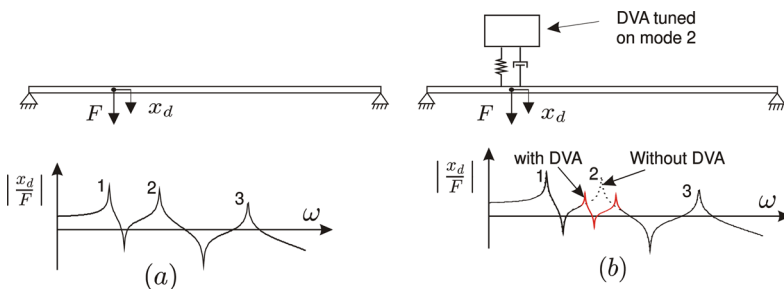 DVA tuned
on mode 2
F x_d
F x_d
|x_d/F| 1 2 3 ω
(a)
with DVA Without DVA
|x_d/F| 1 2 3 ω
(b)